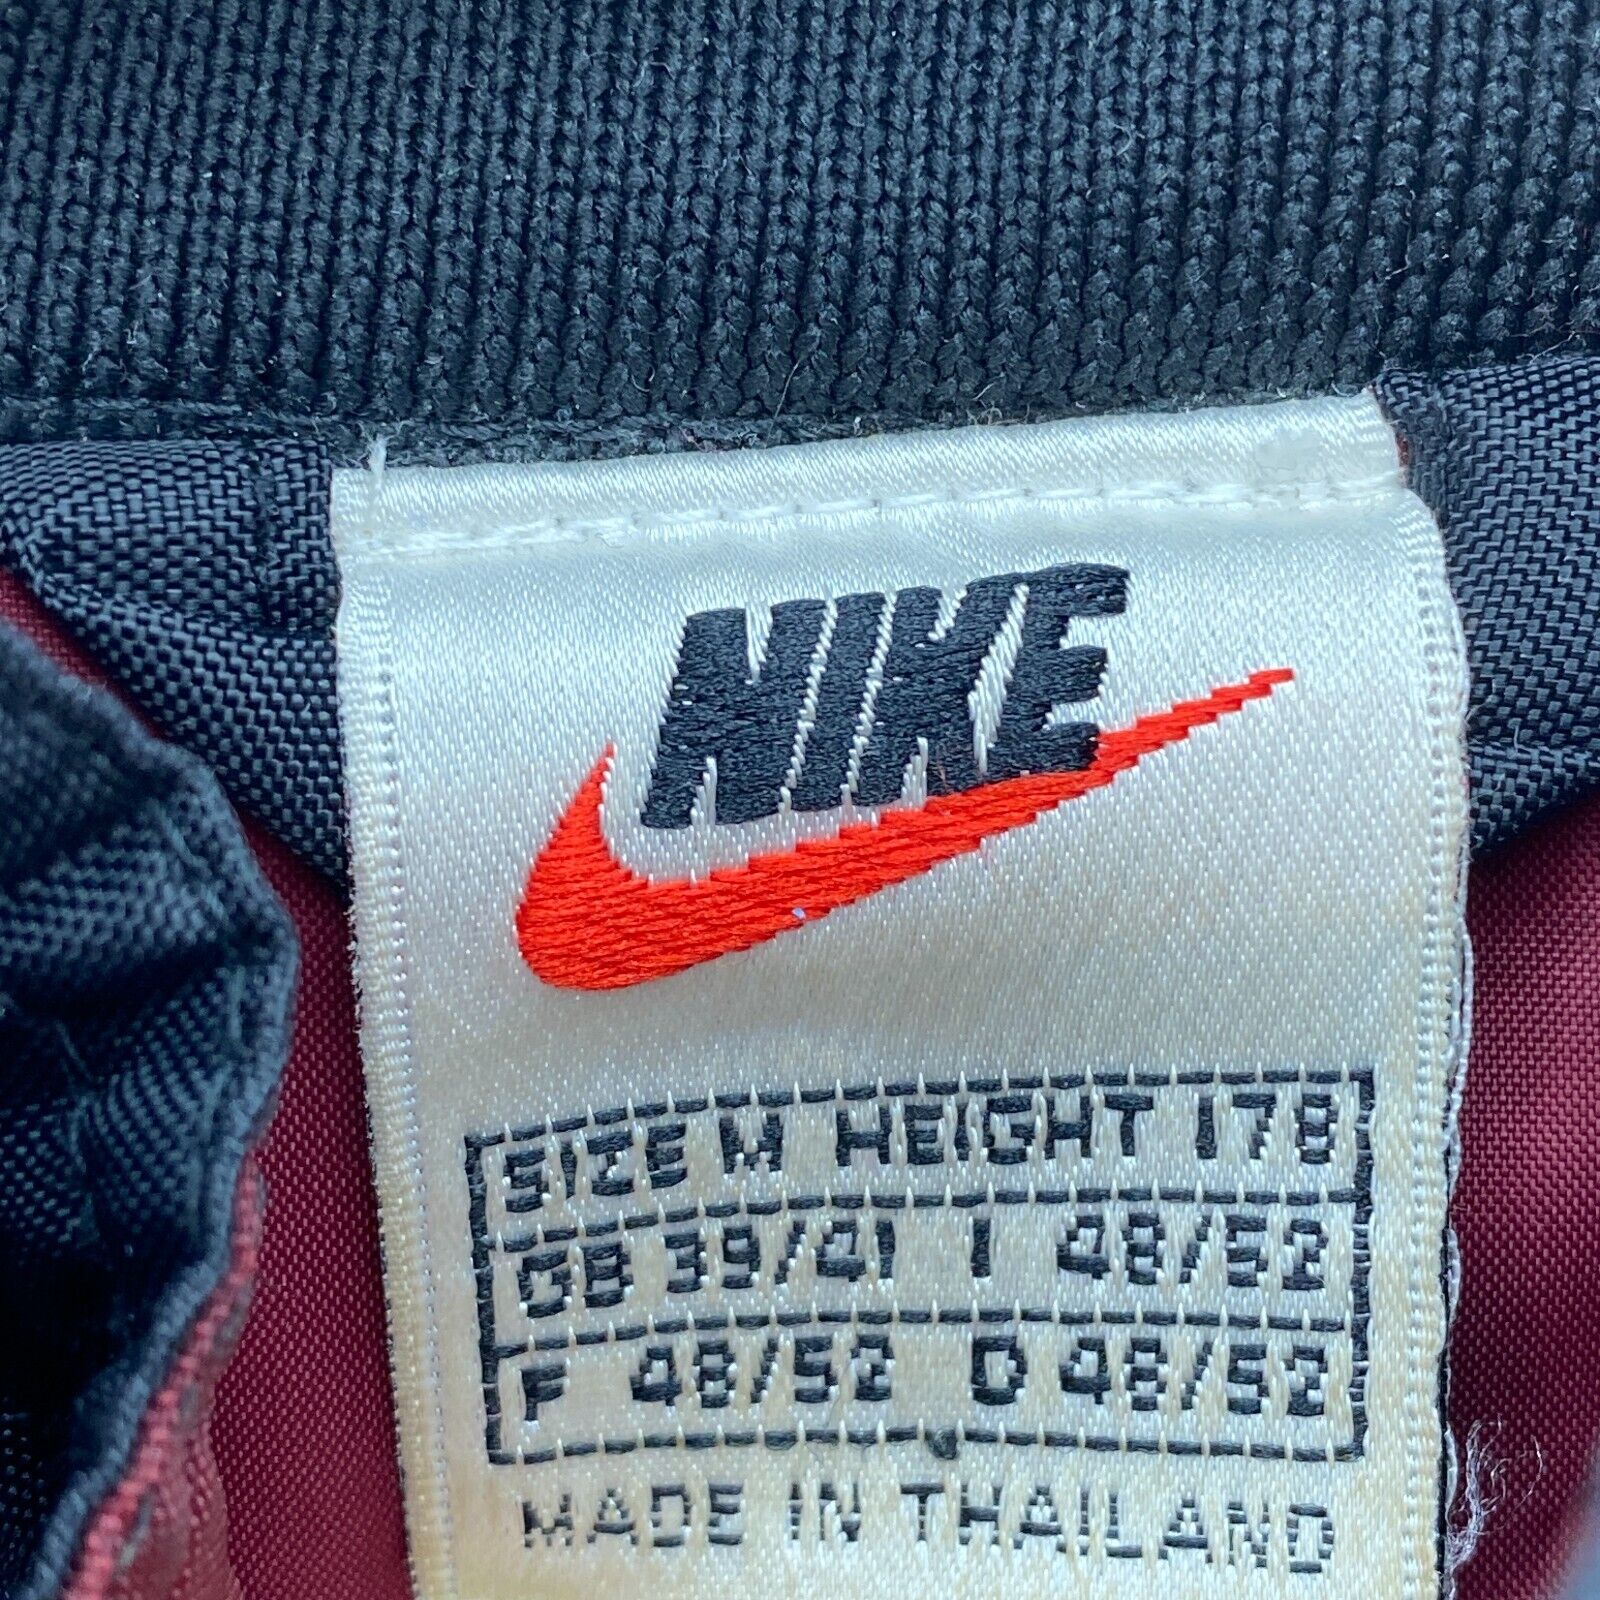 NIKE
SIZE M HEIGHT 178
GB 39/41 I 48/52
F 48/52 D 48/52
MADE IN THAILAND